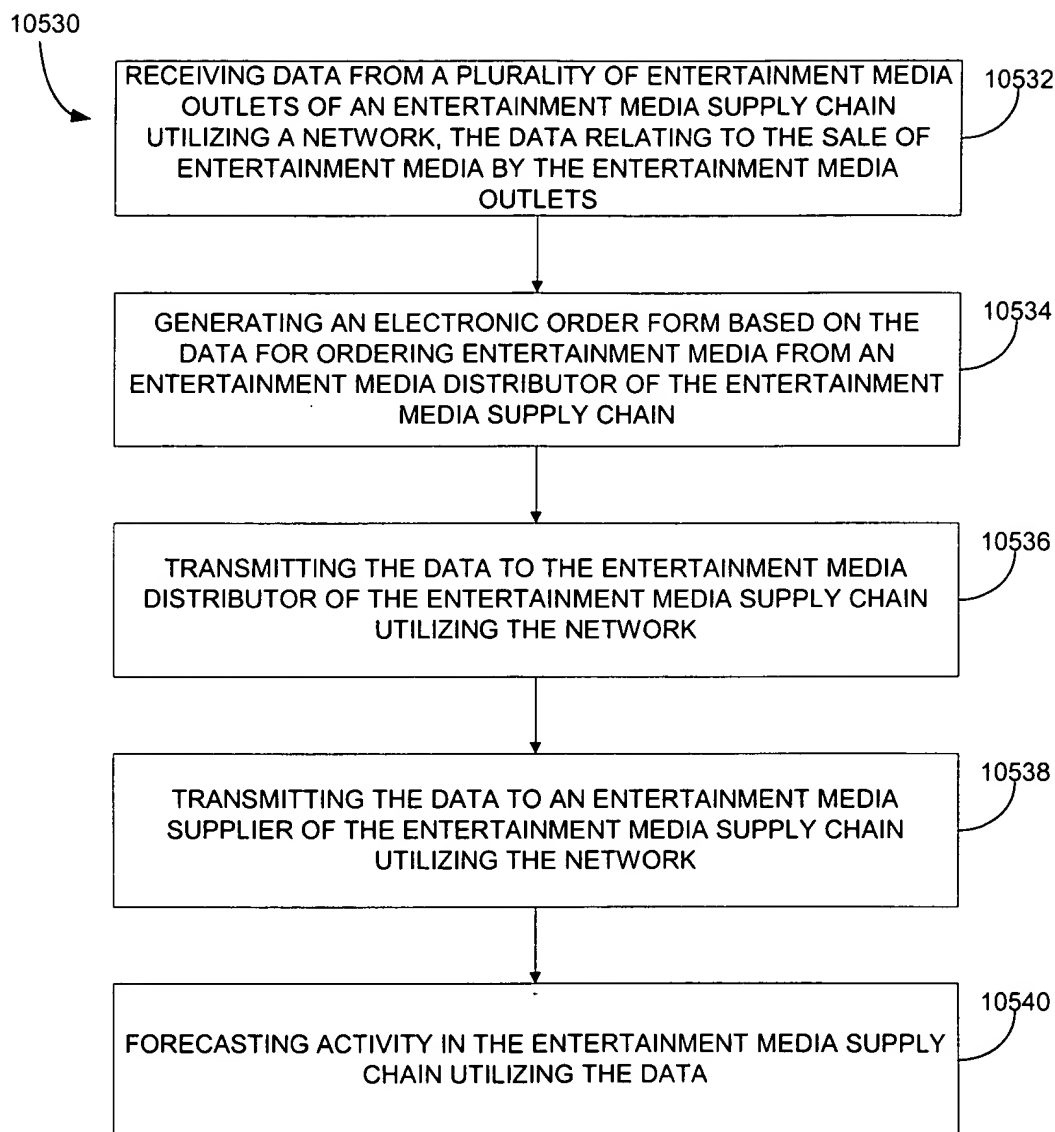 10530
RECEIVING DATA FROM A PLURALITY OF ENTERTAINMENT MEDIA
OUTLETS OF AN ENTERTAINMENT MEDIA SUPPLY CHAIN
UTILIZING A NETWORK, THE DATA RELATING TO THE SALE OF
ENTERTAINMENT MEDIA BY THE ENTERTAINMENT MEDIA
OUTLETS
10532
GENERATING AN ELECTRONIC ORDER FORM BASED ON THE
DATA FOR ORDERING ENTERTAINMENT MEDIA FROM AN
ENTERTAINMENT MEDIA DISTRIBUTOR OF THE ENTERTAINMENT
MEDIA SUPPLY CHAIN
10534
TRANSMITTING THE DATA TO THE ENTERTAINMENT MEDIA
DISTRIBUTOR OF THE ENTERTAINMENT MEDIA SUPPLY CHAIN
UTILIZING THE NETWORK
10536
TRANSMITTING THE DATA TO AN ENTERTAINMENT MEDIA
SUPPLIER OF THE ENTERTAINMENT MEDIA SUPPLY CHAIN
UTILIZING THE NETWORK
10538
FORECASTING ACTIVITY IN THE ENTERTAINMENT MEDIA SUPPLY
CHAIN UTILIZING THE DATA
10540